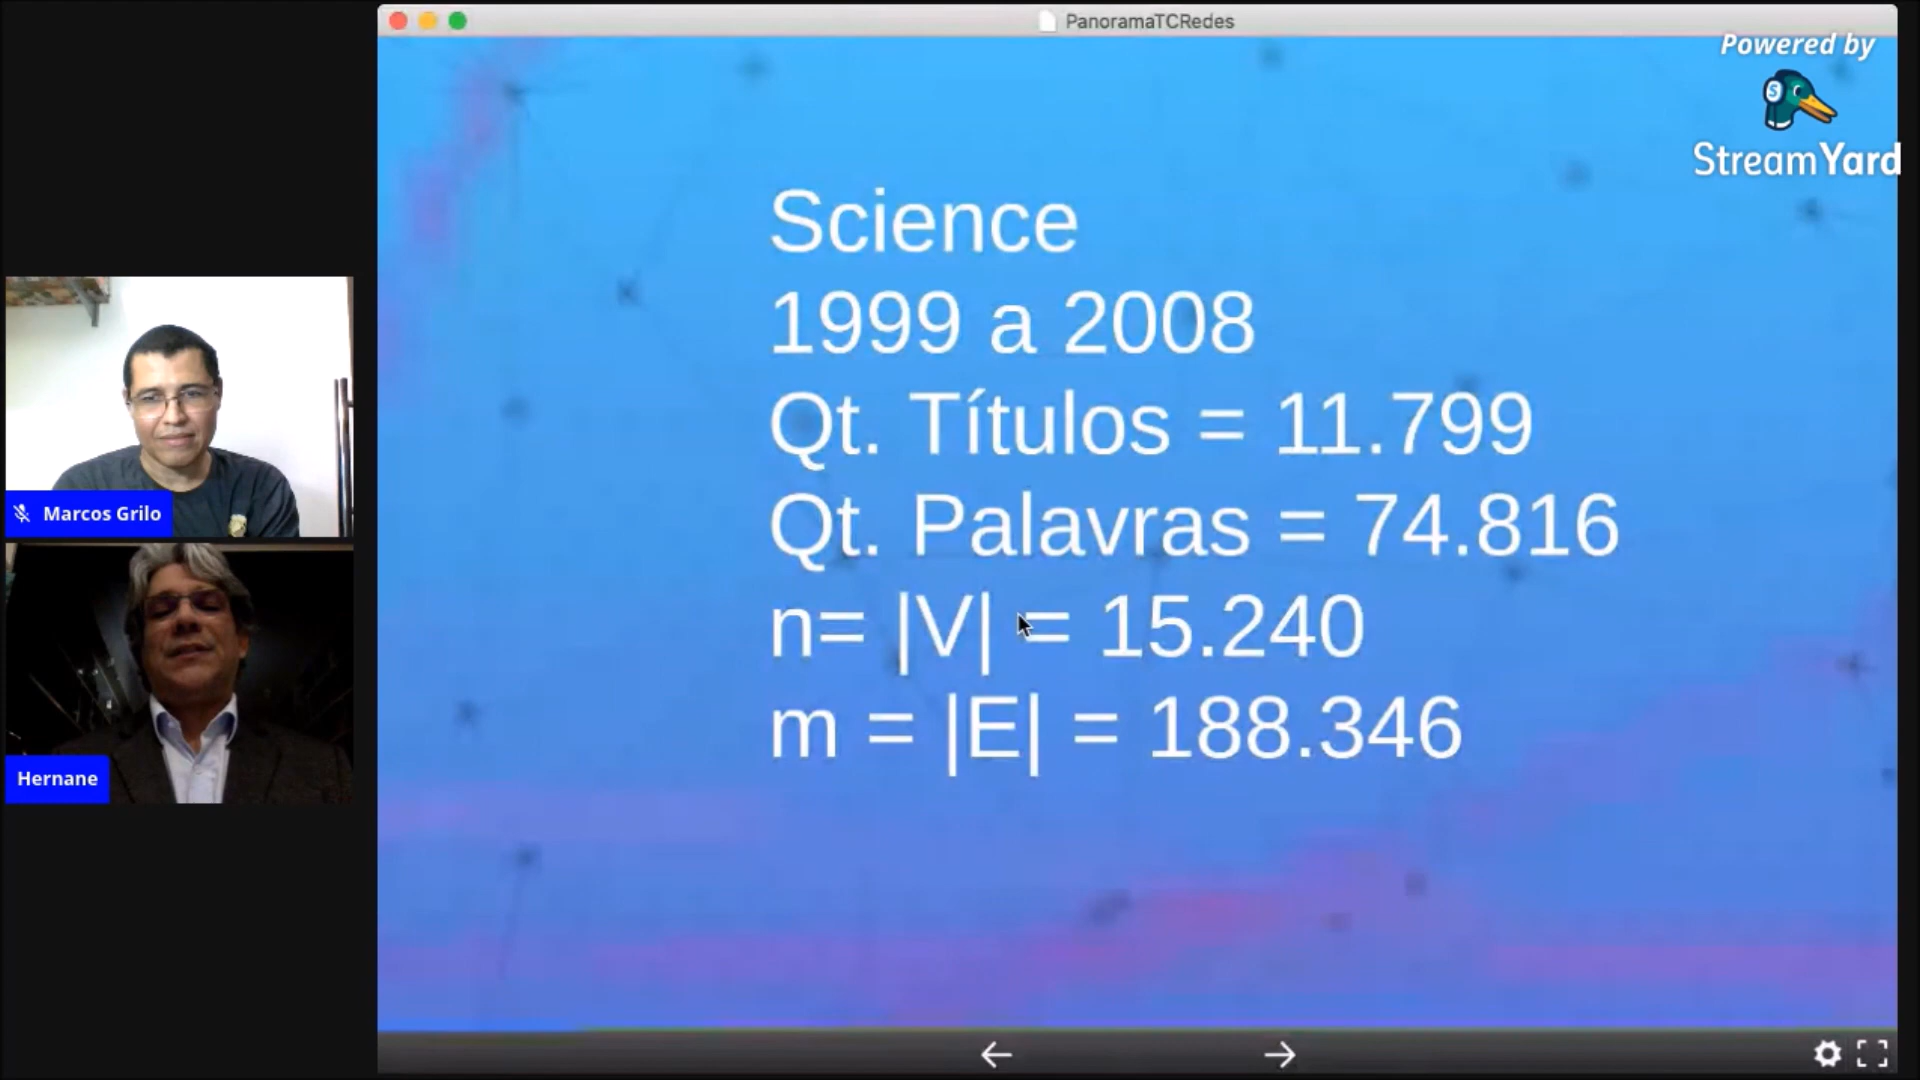 PanoramaTCRedes
Powered by
StreamYard
Science
1999 a 2008
Qt. Títulos = 11.799
Qt. Palavras = 74.816
n= |V| = 15.240
m = |E| = 188.346
Marcos Grilo
Hernane